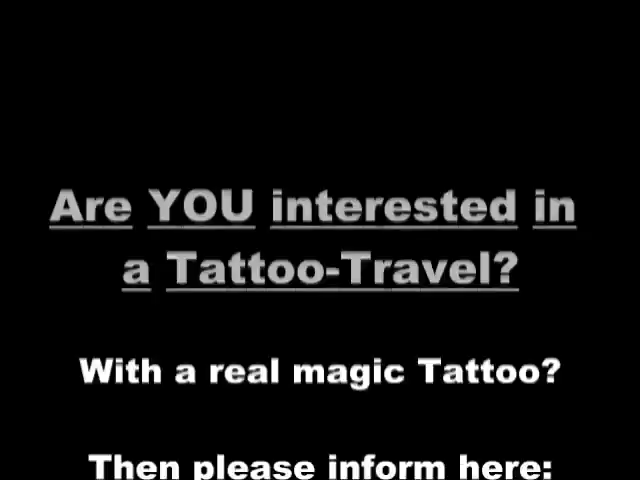 Are YOU interested in
a Tattoo-Travel?
With a real magic Tattoo?
Then please inform here: